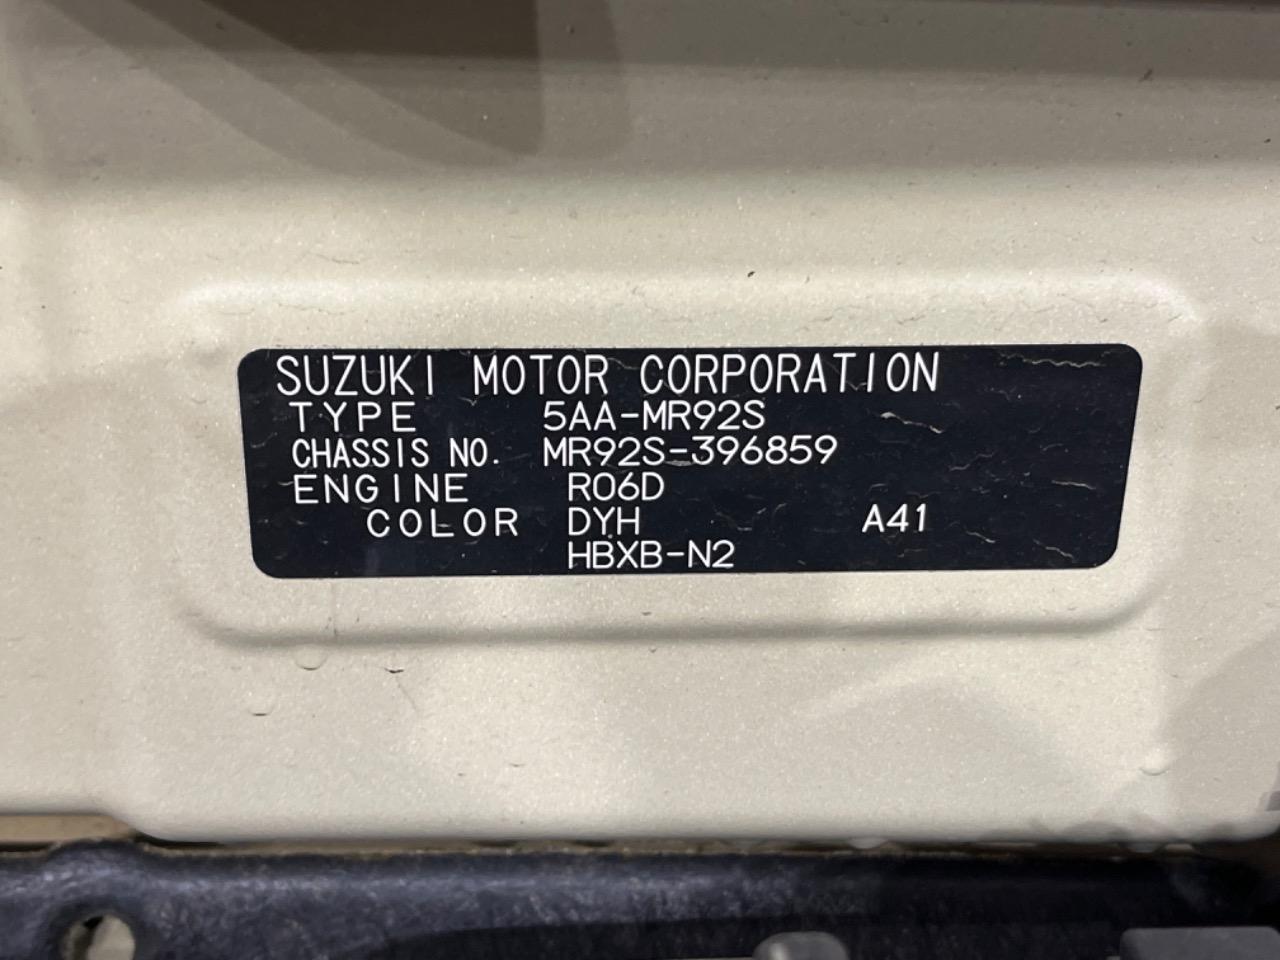 SUZUKI MOTOR CORPORATION
TYPE 5AA-MR92S
CHASSIS NO. MR92S-396859
ENGINE R06D
COLOR DYH A41
HBXB-N2